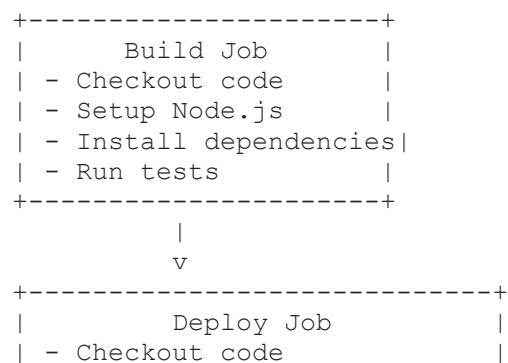 +----------------------+
|      Build Job       |
| - Checkout code      |
| - Setup Node.js      |
| - Install dependencies|
| - Run tests          |
+----------------------+
          |
          v
+-----------------------------+
|         Deploy Job          |
| - Checkout code             |